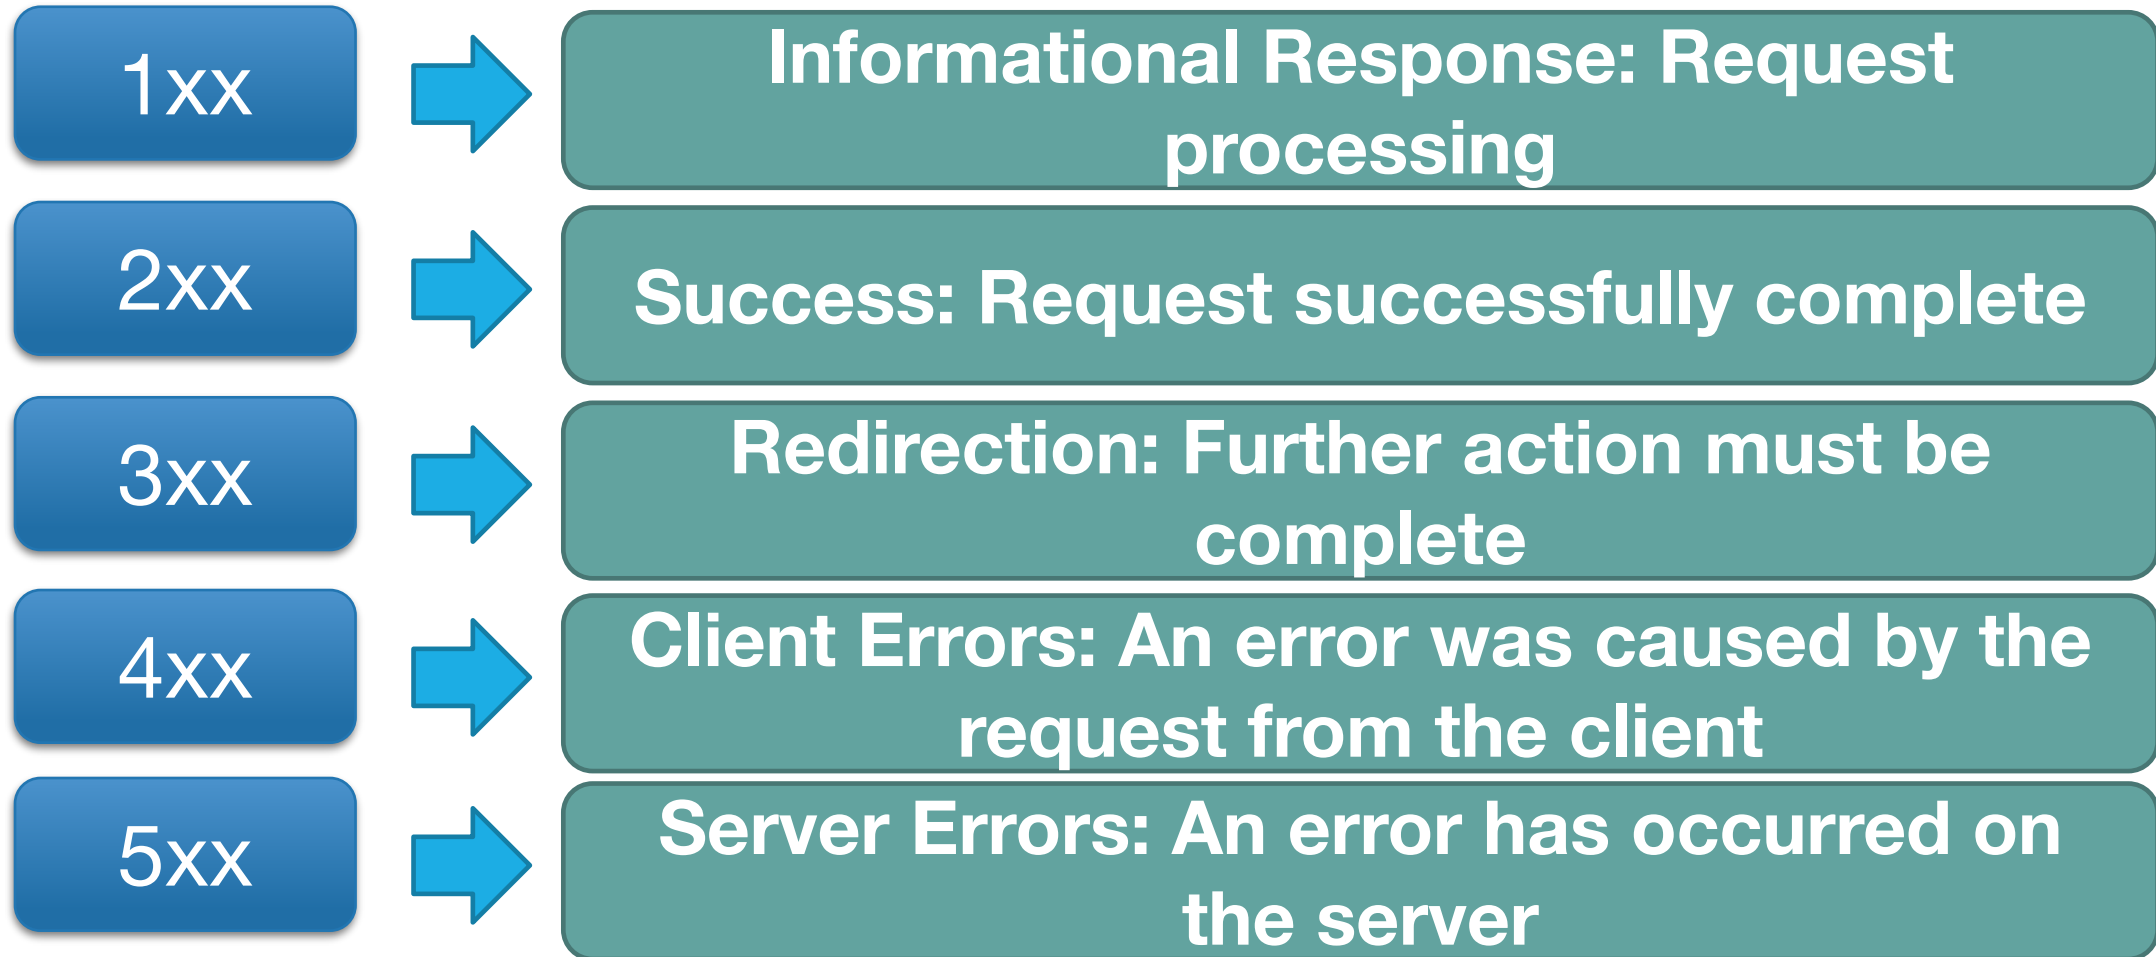 1xx
Informational Response: Request
processing
2xx
Success: Request successfully complete
3xx
Redirection: Further action must be
complete
4xx
Client Errors: An error was caused by the
request from the client
5xx
Server Errors: An error has occurred on
the server